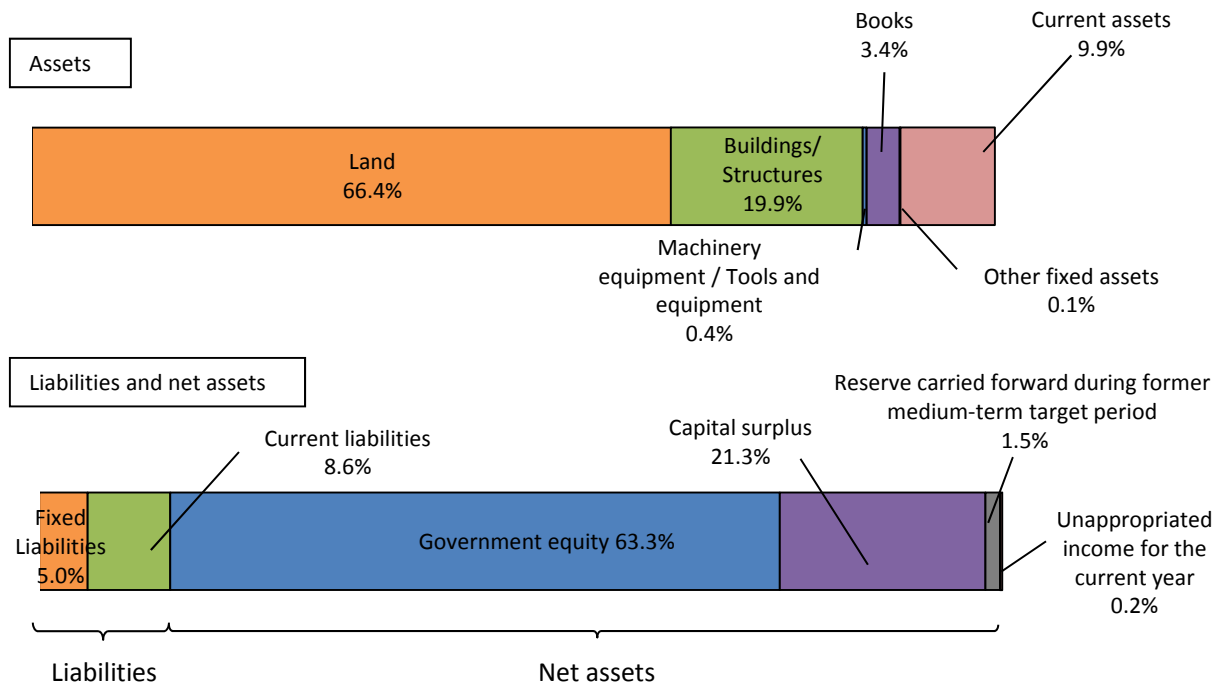 Assets
Books
3.4%
Current assets
9.9%
Land
66.4%
Buildings/
Structures
19.9%
Machinery
equipment / Tools and
equipment
0.4%
Other fixed assets
0.1%
Liabilities and net assets
Current liabilities
8.6%
Capital surplus
21.3%
Reserve carried forward during former
medium-term target period
1.5%
Fixed
Liabilities
5.0%
Government equity 63.3%
Unappropriated
income for the
current year
0.2%
Liabilities
Net assets